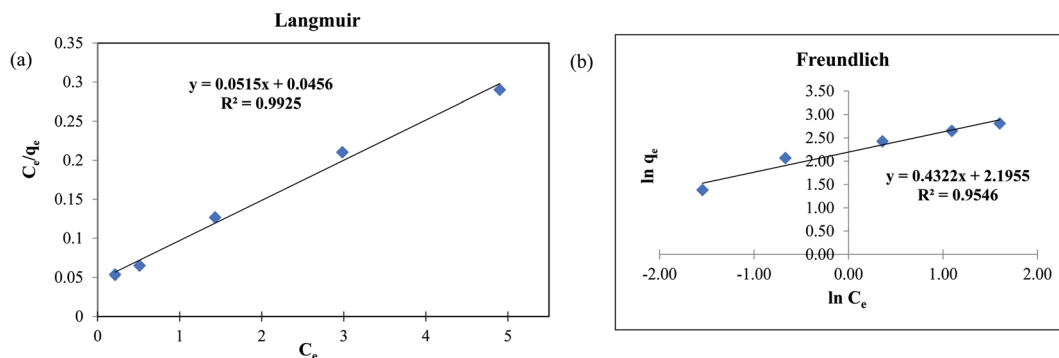 Langmuir
(a)
y = 0.0515x + 0.0456
R² = 0.9925
Cₑ/qₑ
0.35
0.3
0.25
0.2
0.15
0.1
0.05
0
0 1 2 3 4 5
Cₑ
(b)
Freundlich
3.50
3.00
2.50
2.00
1.50
1.00
0.50
0.00
ln qₑ
y = 0.4322x + 2.1955
R² = 0.9546
-2.00 -1.00 0.00 1.00 2.00
ln Cₑ